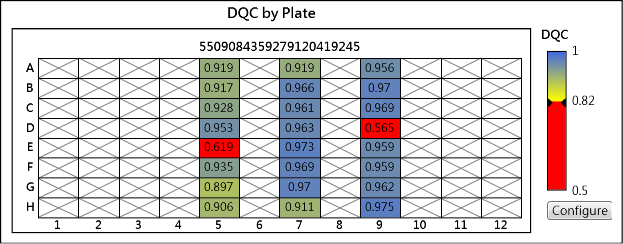 DQC by Plate
5509084359279120419245
A 0.919 0.919 0.956
B 0.917 0.966 0.97
C 0.928 0.961 0.969
D 0.953 0.963 0.565
E 0.619 0.973 0.959
F 0.935 0.969 0.959
G 0.897 0.97 0.962
H 0.906 0.911 0.975
1 2 3 4 5 6 7 8 9 10 11 12
DQC
1
0.82
0.5
Configure